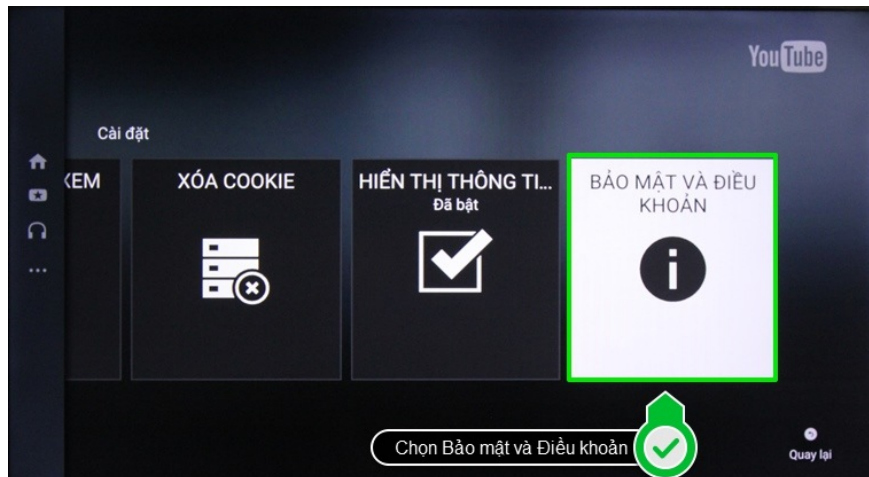 YouTube
Cài đặt
XEM
XÓA COOKIE
HIỂN THỊ THÔNG TI...
Đã bật
BẢO MẬT VÀ ĐIỀU
KHOẢN
i
Chọn Bảo mật và Điều khoản
Quay lại